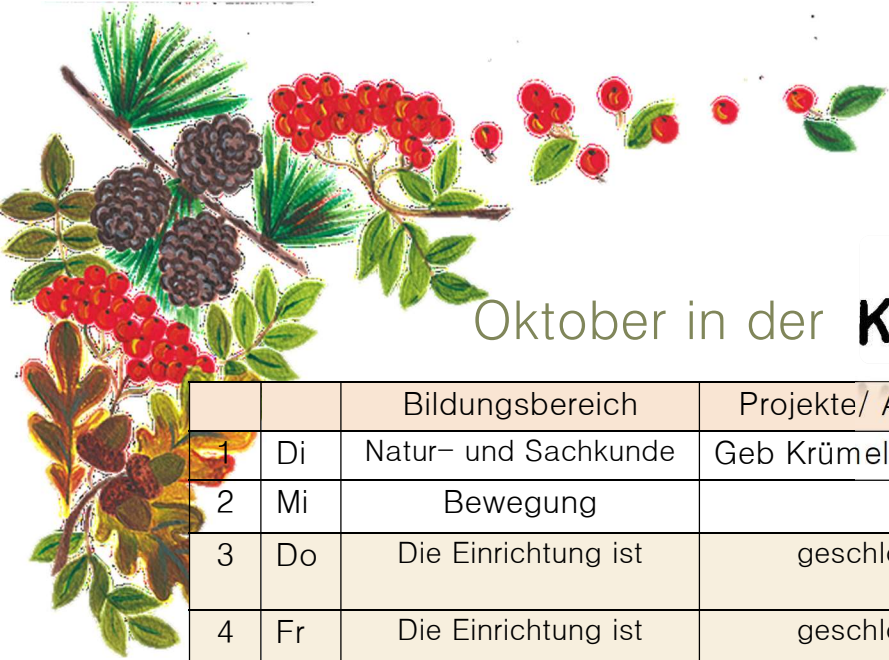 Oktober in der K
Bildungsbereich Projekte/
1 Di Natur- und Sachkunde Geb Krümel
2 Mi Bewegung
3 Do Die Einrichtung ist
4 Fr Die Einrichtung ist